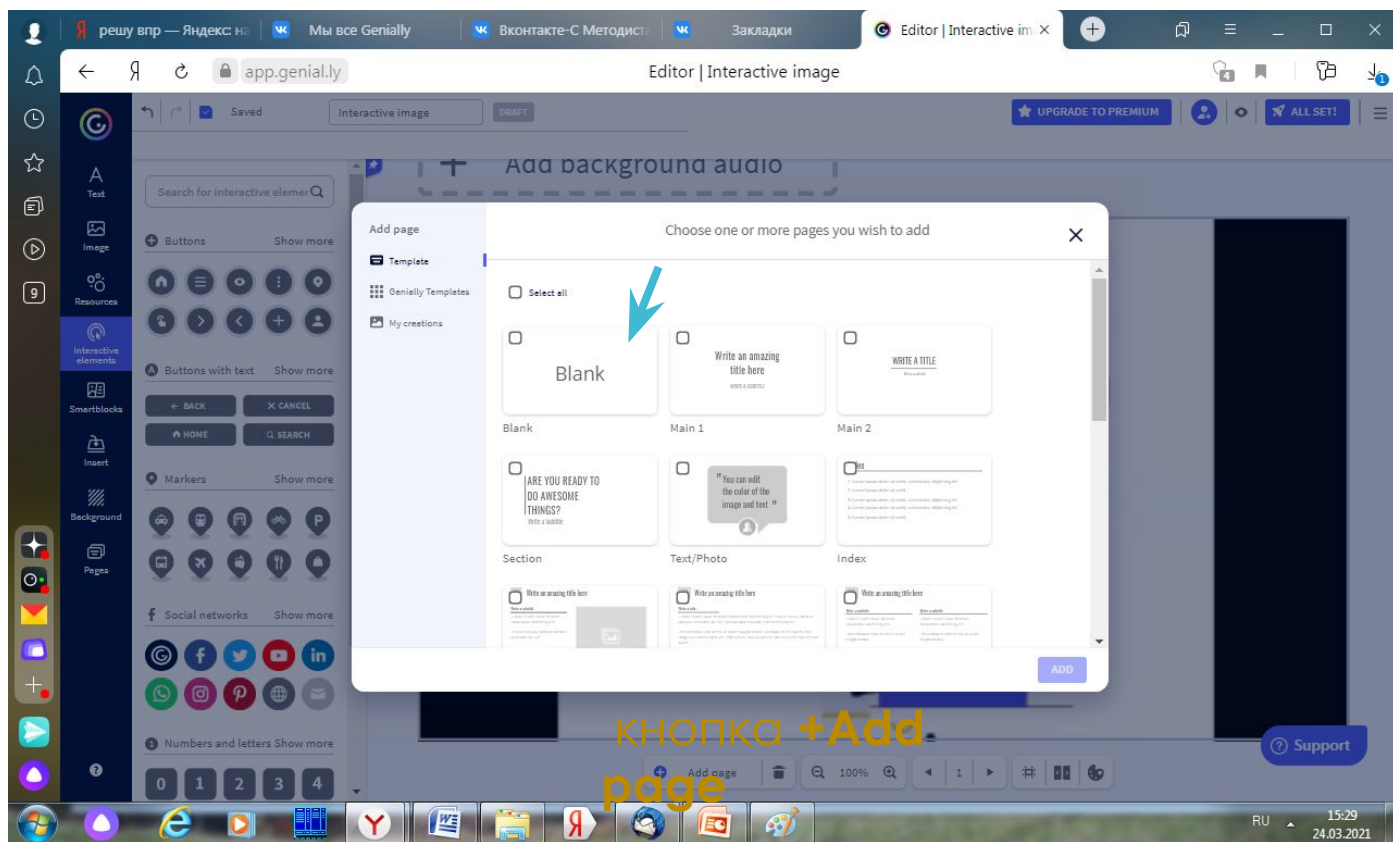 решу впр — Яндекс: на
Мы все Genially
Вконтакте-С Методиста
Закладки
Editor | Interactive im
app.genial.ly
Editor | Interactive image
4
1
Saved
Interactive image
DRAFT
UPGRADE TO PREMIUM
ALL SET!
Add background audio
Text
Image
Resources
Interactive
elements
Smartblocks
Insert
Background
Pages
9
Search for interactive elemer
Buttons Show more
Buttons with text Show more
← BACK
X CANCEL
HOME
SEARCH
Markers Show more
Social networks Show more
Numbers and letters Show more
0 1 2 3 4
Add page
Template
Genially Templates
My creations
Choose one or more pages you wish to add
Select all
Blank
Blank
Write an amazing
title here
WRITE A SUBTITLE
Main 1
WRITE A TITLE
Main 2
ARE YOU READY TO
DO AWESOME
THINGS?
Write a subtitle
Section
"You can edit
the color of the
image and text "
Text/Photo
Index
Write an amazing title here
Write an amazing title here
Write an amazing title here
ADD
кнопка +Add
page
Add page
100%
1
Support
RU
15:29
24.03.2021